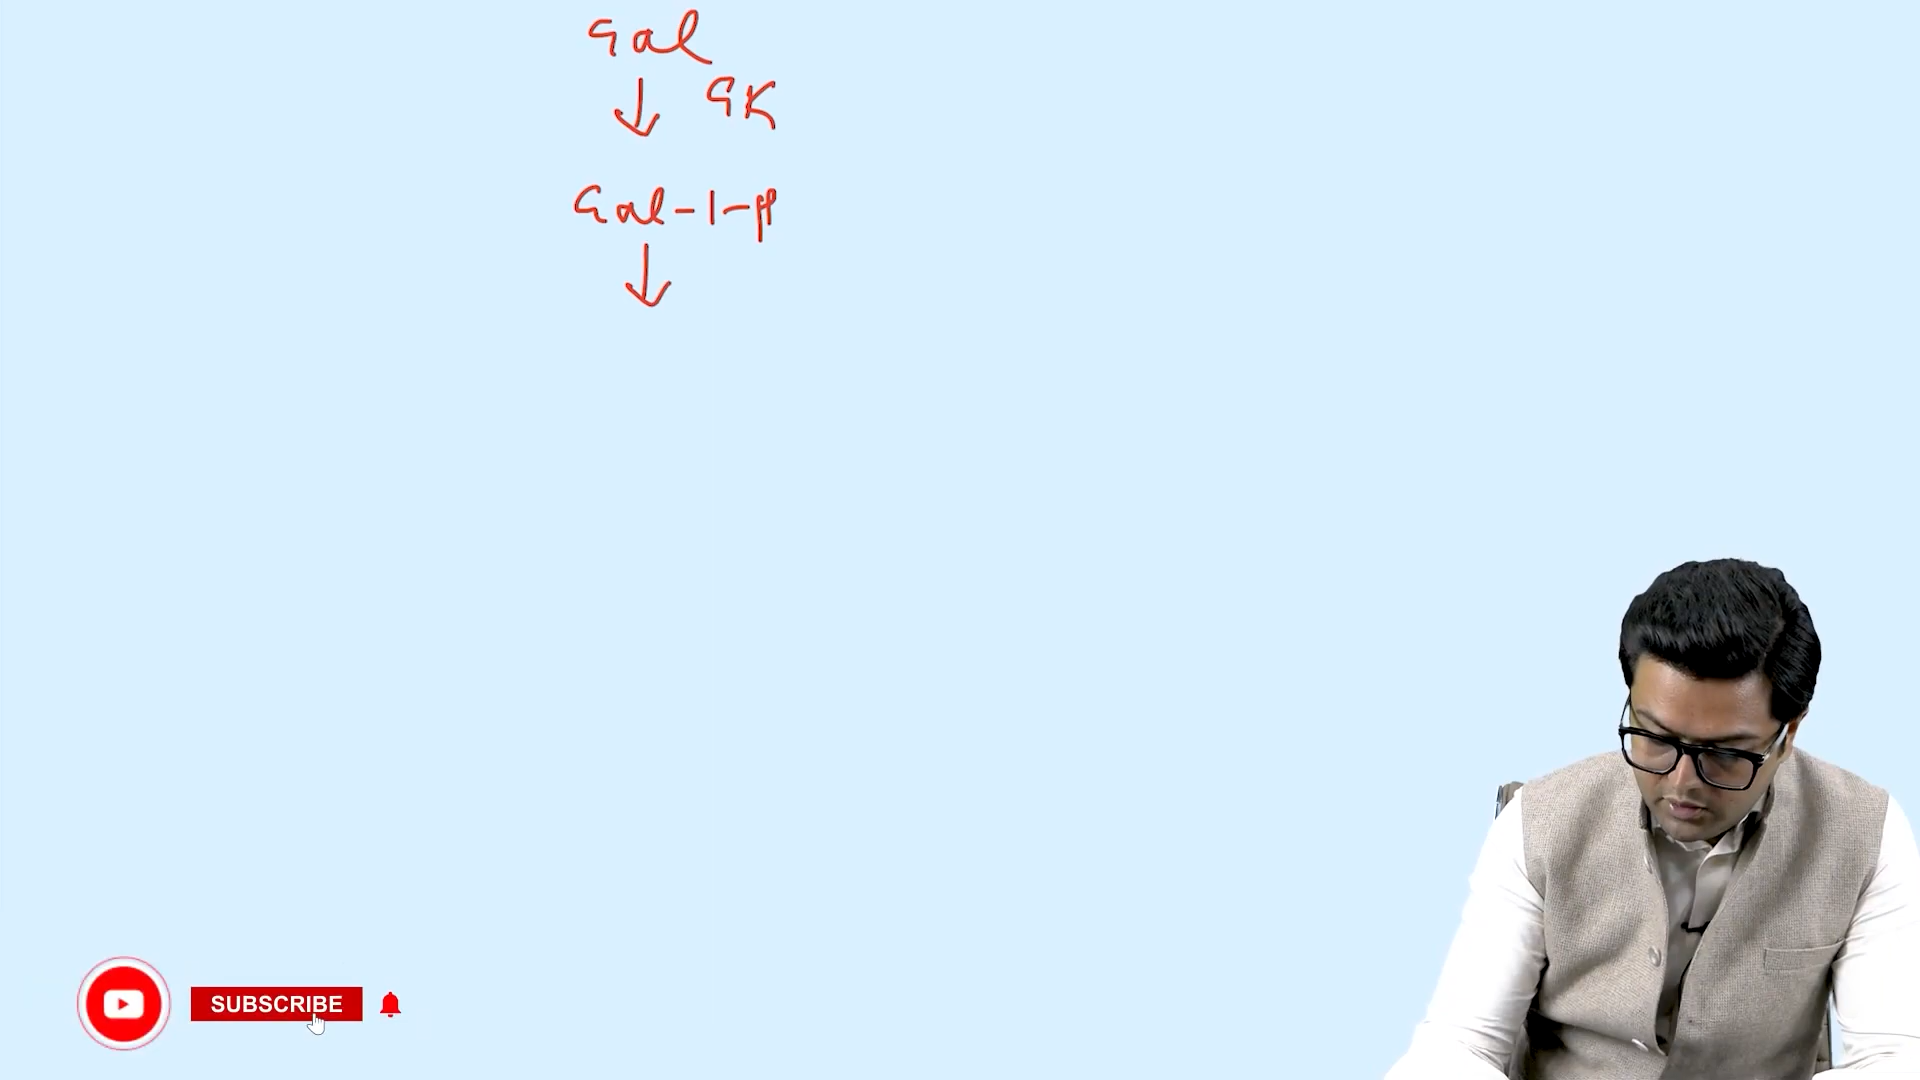 Gal
↓ GK
Gal-1-P
↓
SUBSCRIBE